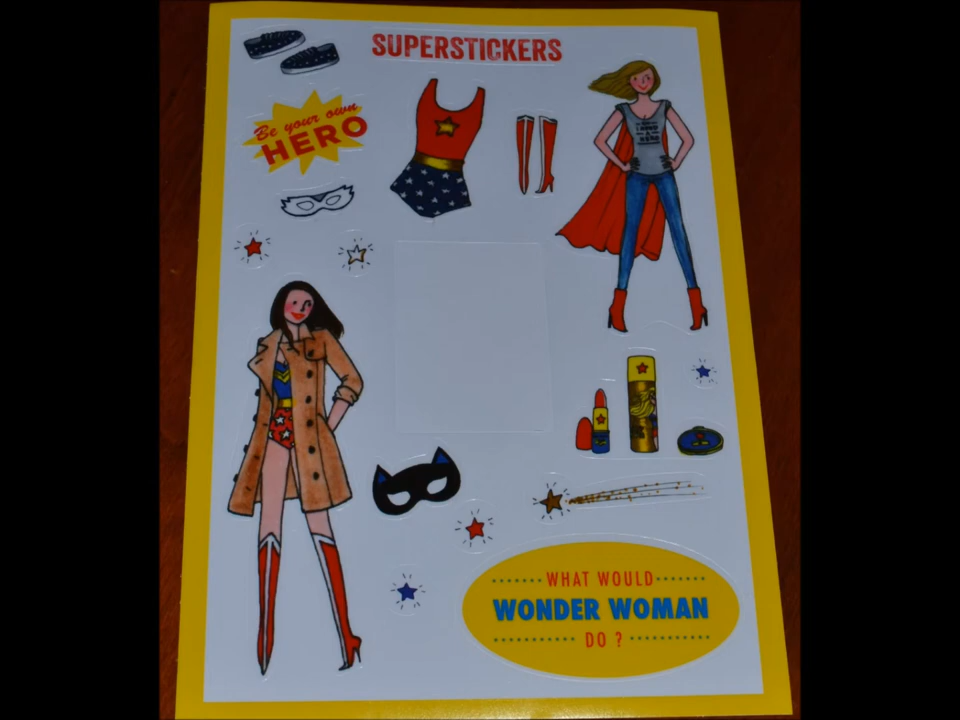 SUPERSTICKERS
Be your own
HERO
WHAT WOULD
WONDER WOMAN
DO ?